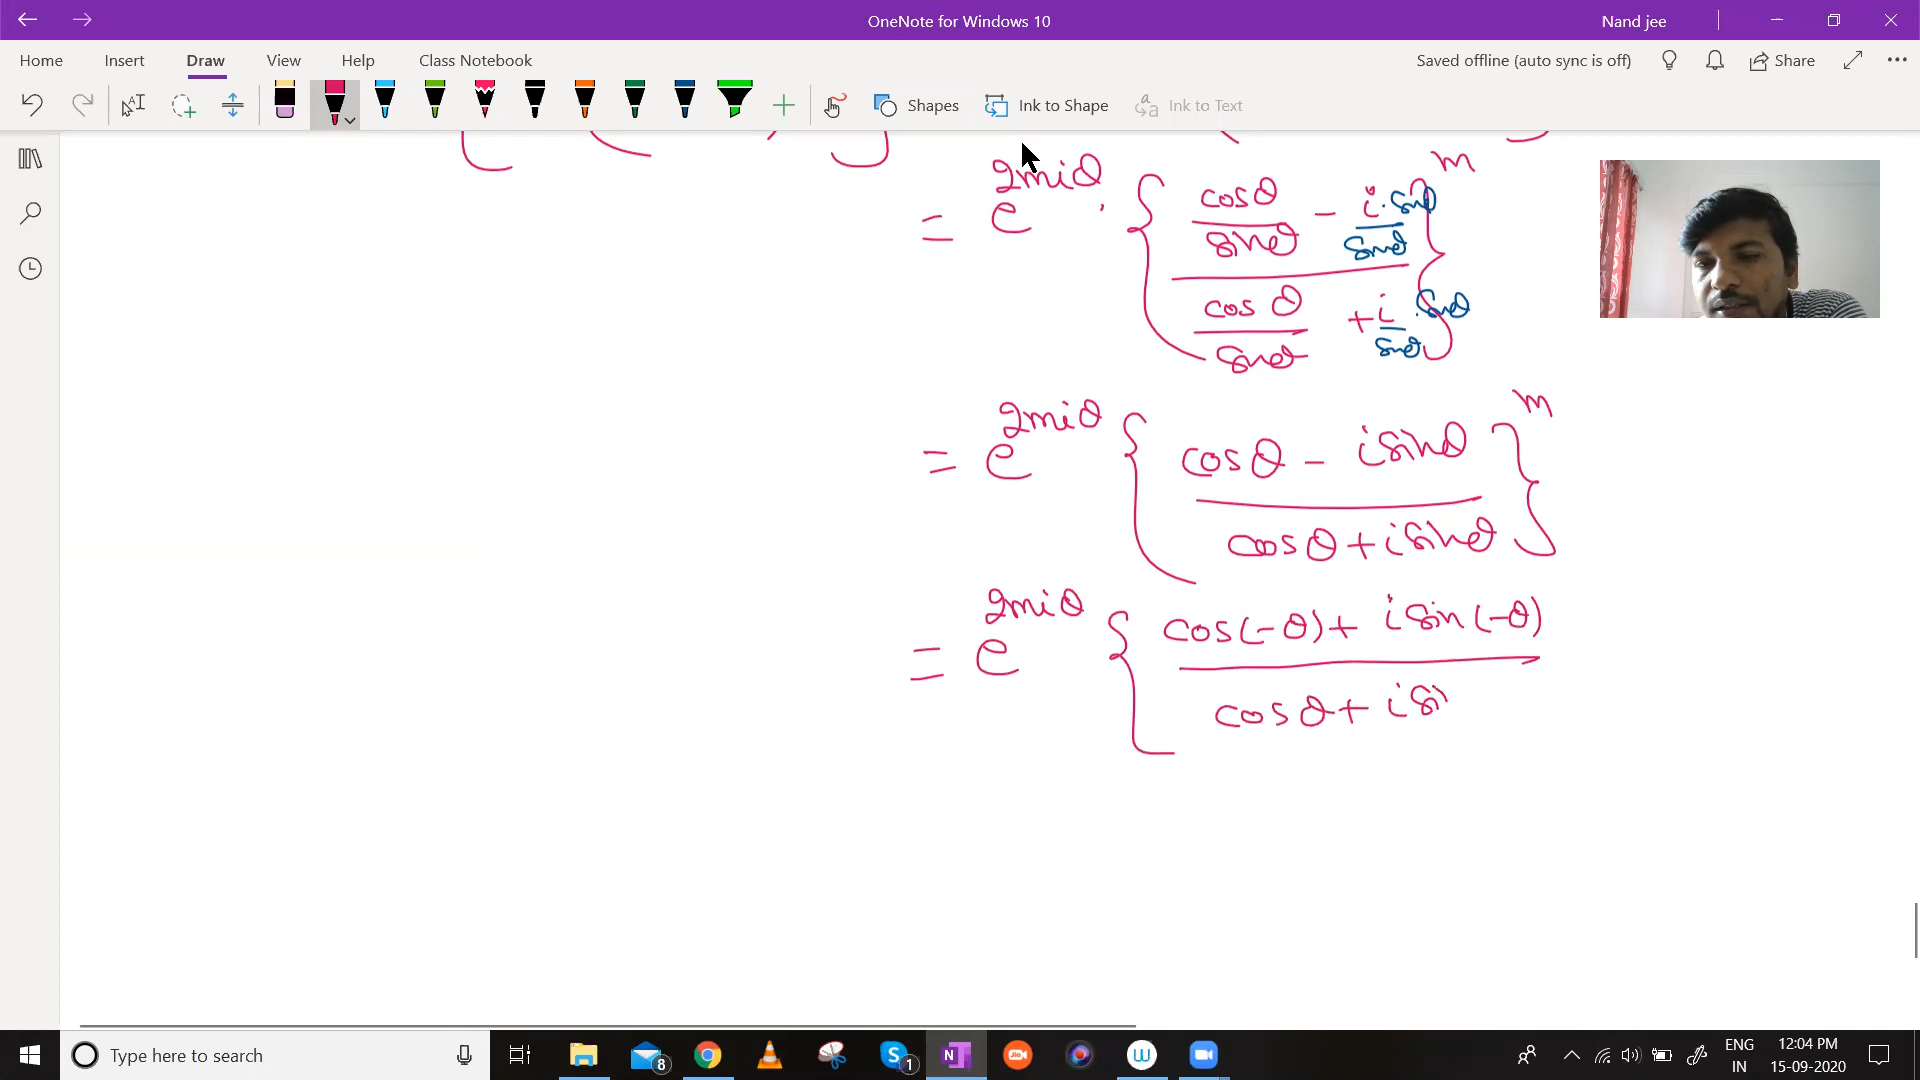 OneNote for Windows 10
Nand jee
Home Insert Draw View Help Class Notebook
Saved offline (auto sync is off) Share
Shapes Ink to Shape Ink to Text
= e^{2miθ} · { (cosθ/sinθ - i·sinθ/sinθ) / (cosθ/sinθ + i·sinθ/sinθ) }^m
= e^{2miθ} { (cosθ - isinθ) / (cosθ + isinθ) }^m
= e^{2miθ} { (cos(-θ) + isin(-θ)) / (cosθ + isi
Type here to search
8
1
N
Jio
W
ENG
IN
12:04 PM
15-09-2020